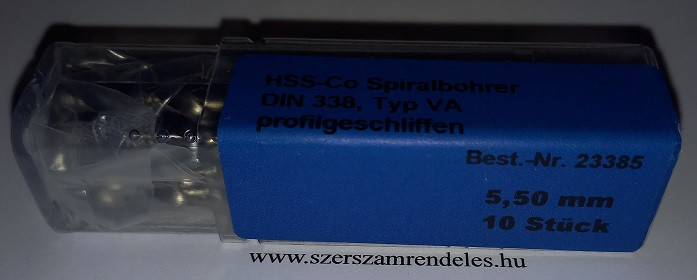 HSS-Co Spiralbohrer
DIN 338, Typ VA
profilgeschliffen
Best.-Nr. 23385
5,50 mm
10 Stück
www.szerszamrendeles.hu